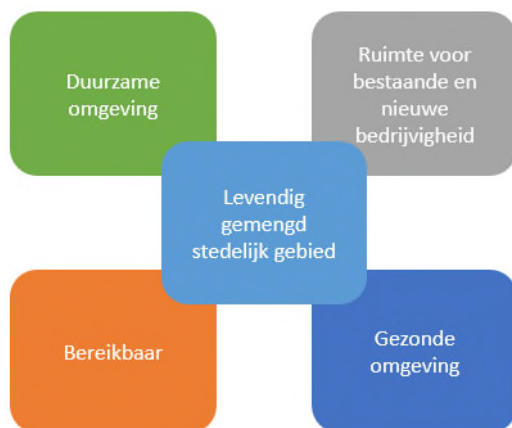 Duurzame
omgeving
Ruimte voor
bestaande en
nieuwe
bedrijvigheid
Levendig
gemengd
stedelijk gebied
Bereikbaar
Gezonde
omgeving